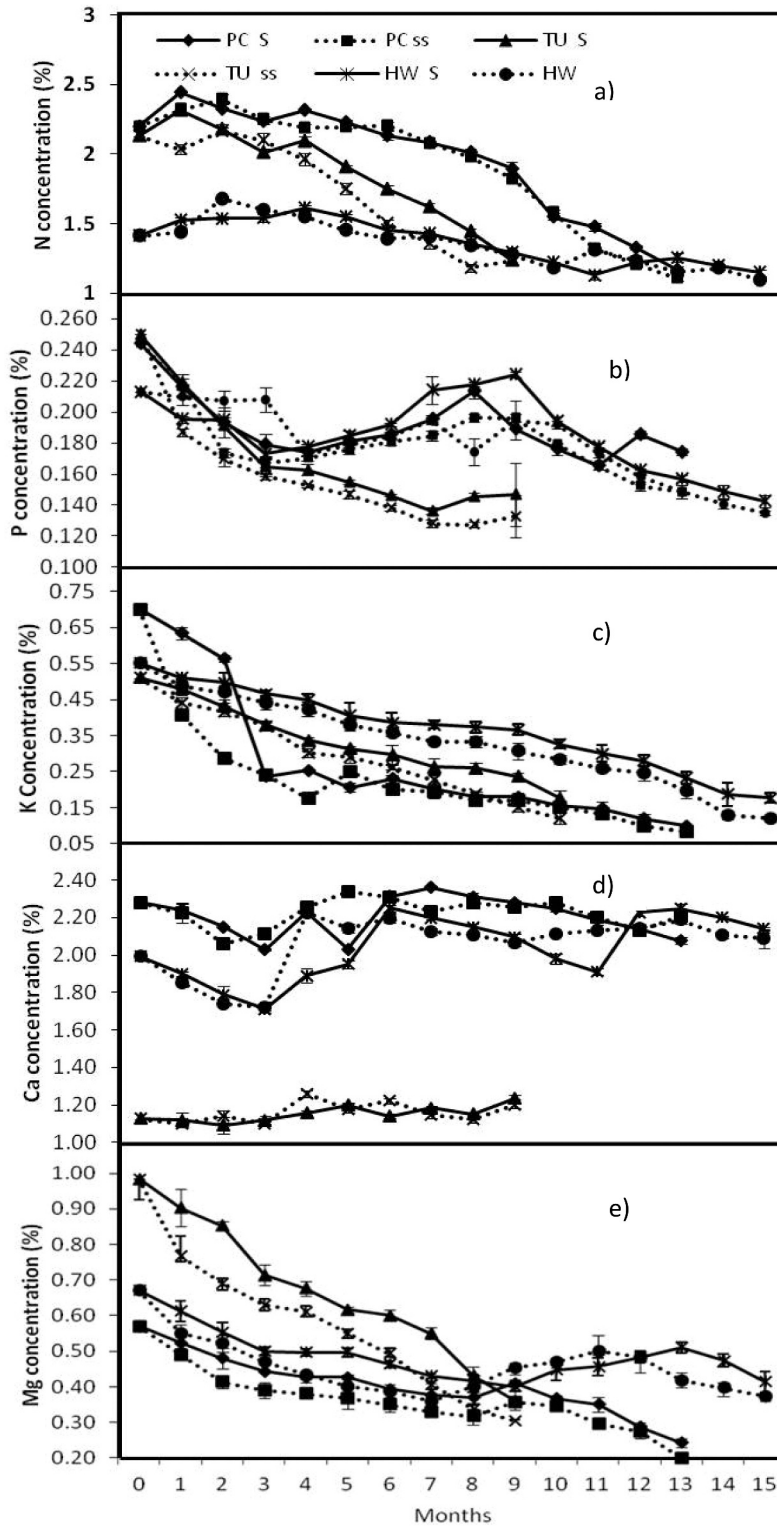 3
PC S PC ss TU S
TU ss HW S HW
a)
2.5
2
1.5
1
N concentration (%)
0.260
0.240
0.220
0.200
0.180
0.160
0.140
0.120
0.100
P concentration (%)
b)
0.75
0.65
0.55
0.45
0.35
0.25
0.15
0.05
K Concentration (%)
c)
2.40
2.20
2.00
1.80
1.60
1.40
1.20
1.00
Ca concentration (%)
d)
1.00
0.90
0.80
0.70
0.60
0.50
0.40
0.30
0.20
Mg concentration (%)
e)
0 1 2 3 4 5 6 7 8 9 10 11 12 13 14 15
Months